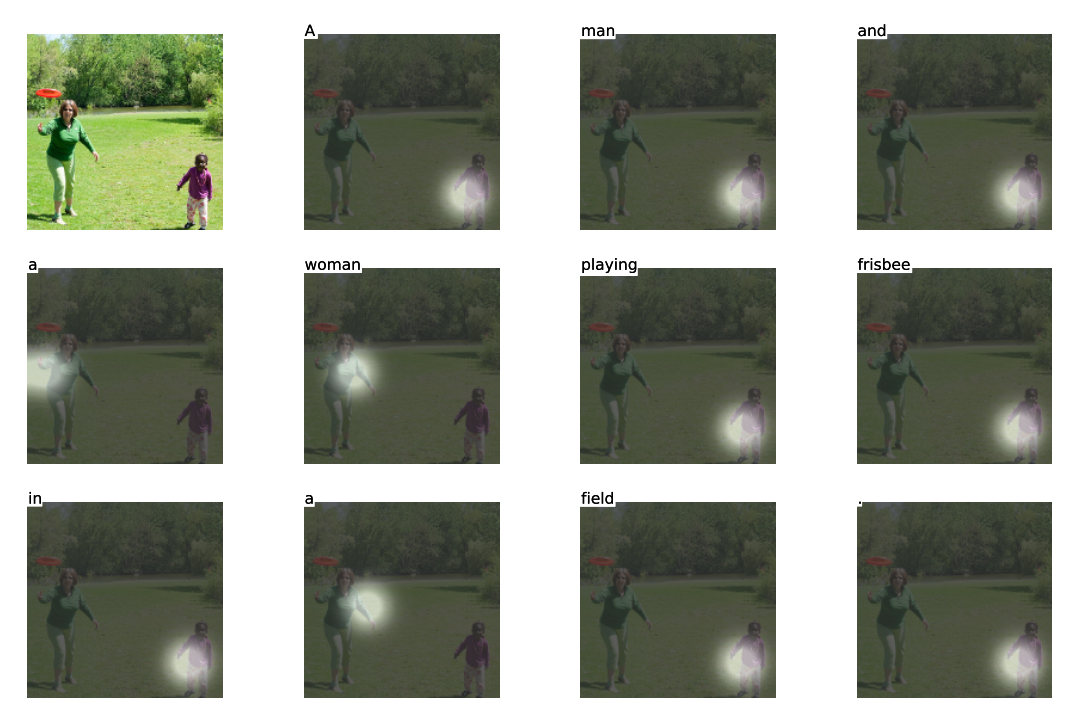 A man and
a woman playing frisbee
in a field .